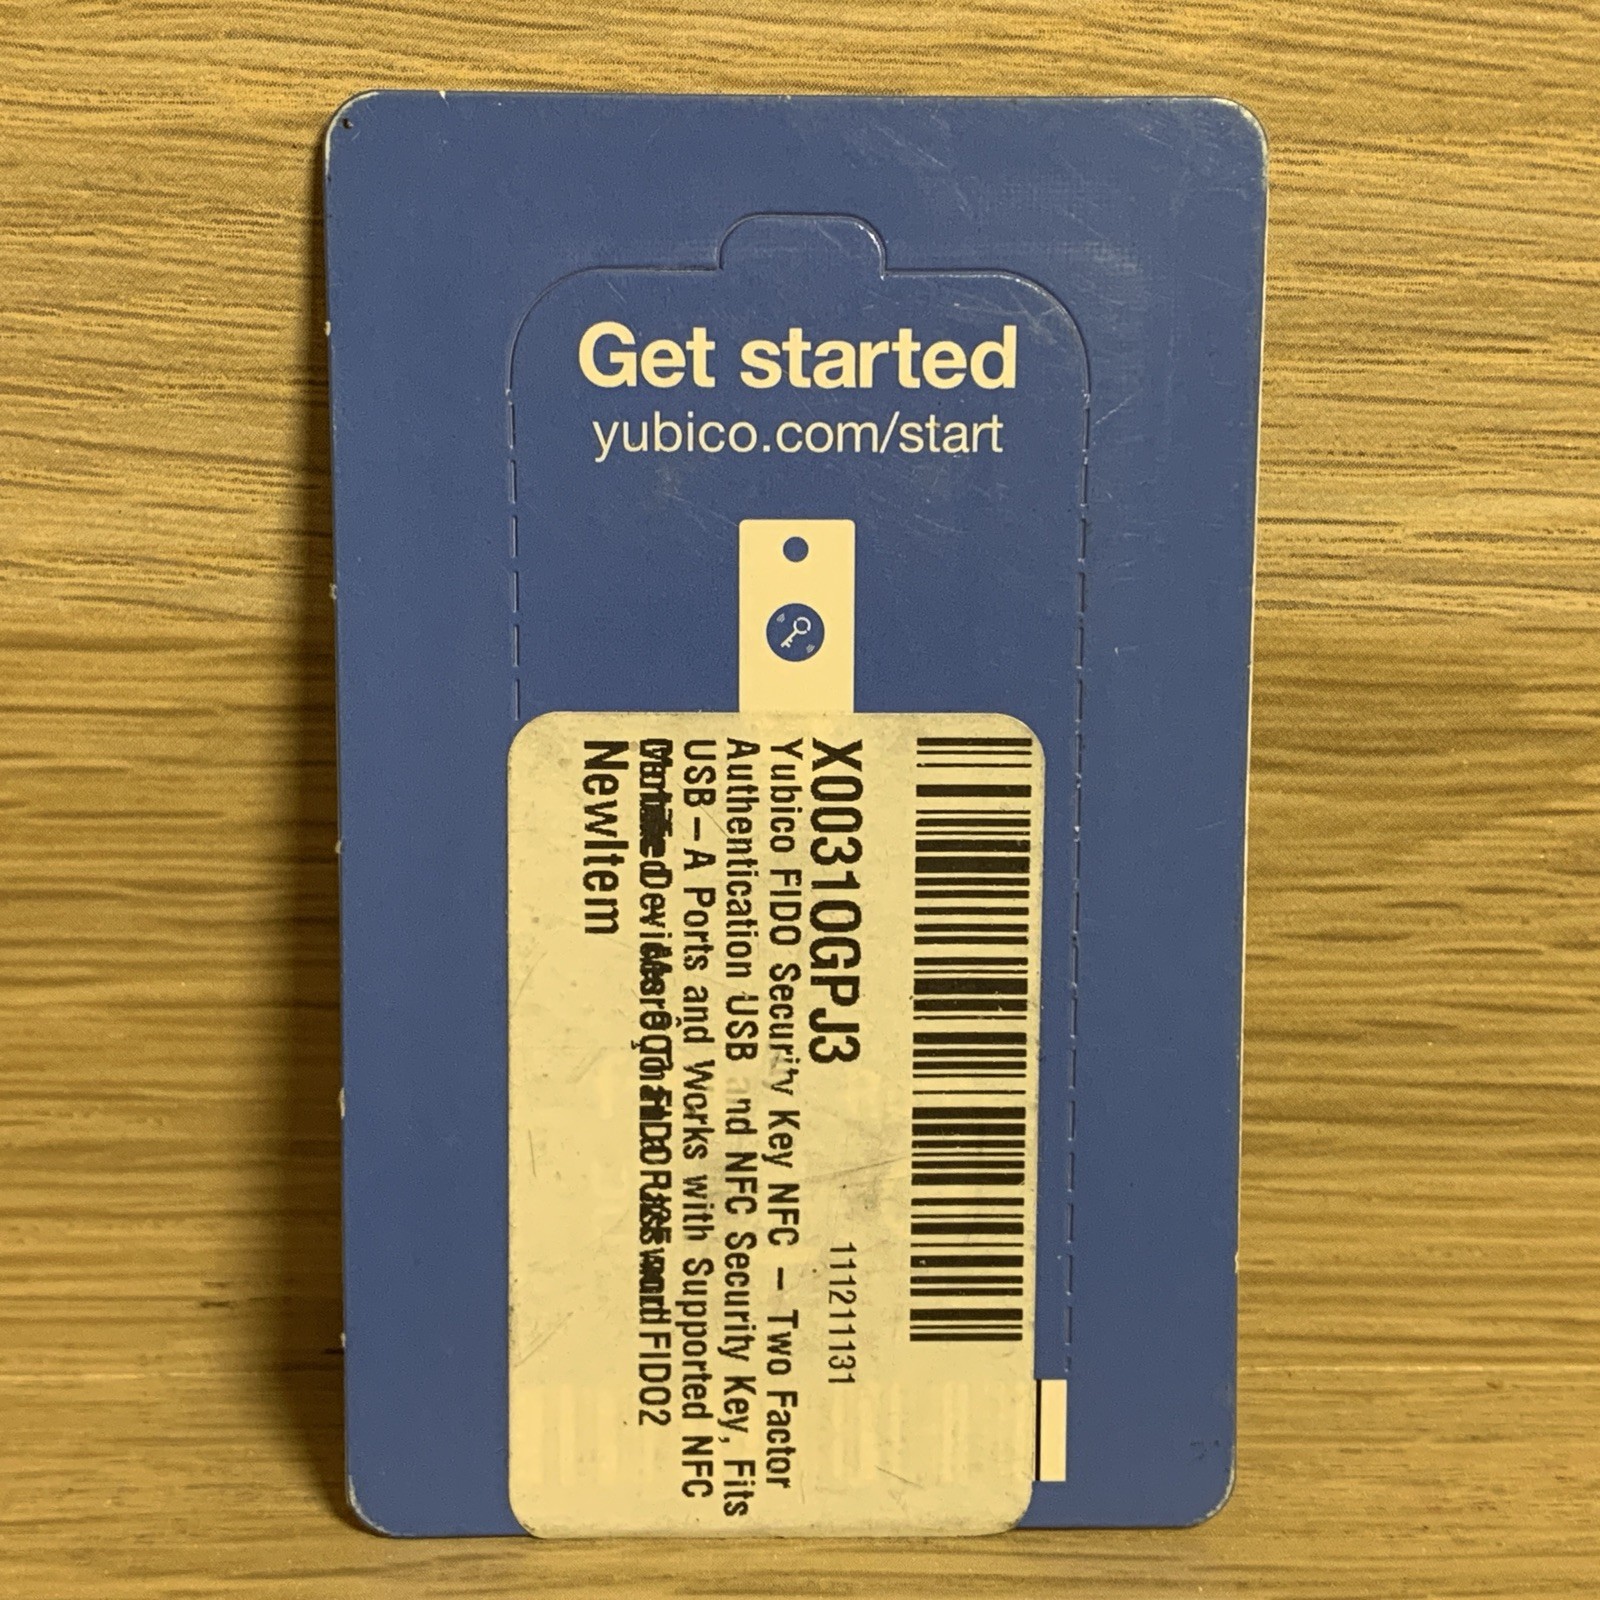 Get started
yubico.com/start
X00310GPJ3
111211131
Yubico FIDO Security Key NFC – Two Factor
Authentication USB and NFC Security Key, Fits
USB–A Ports and Works with Supported NFC
FIDO2
NewItem